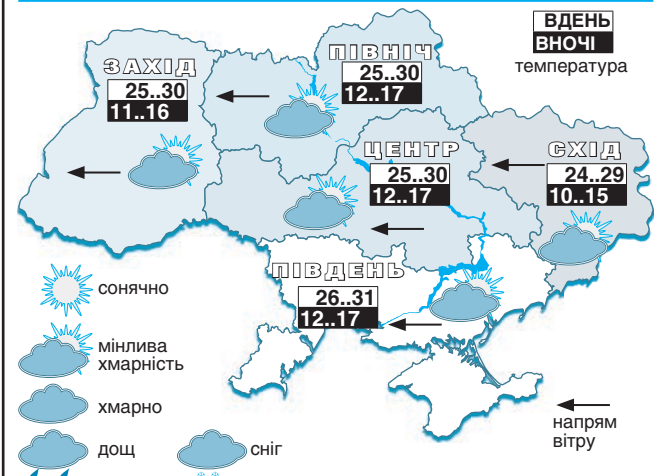 ВДЕНЬ
ВНОЧІ
температура
ПІВНІЧ
25..30
12..17
ЗАХІД
25..30
11..16
ЦЕНТР
25..30
12..17
СХІД
24..29
10..15
ПІВДЕНЬ
26..31
12..17
сонячно
мінлива
хмарність
хмарно
дощ
сніг
напрям
вітру